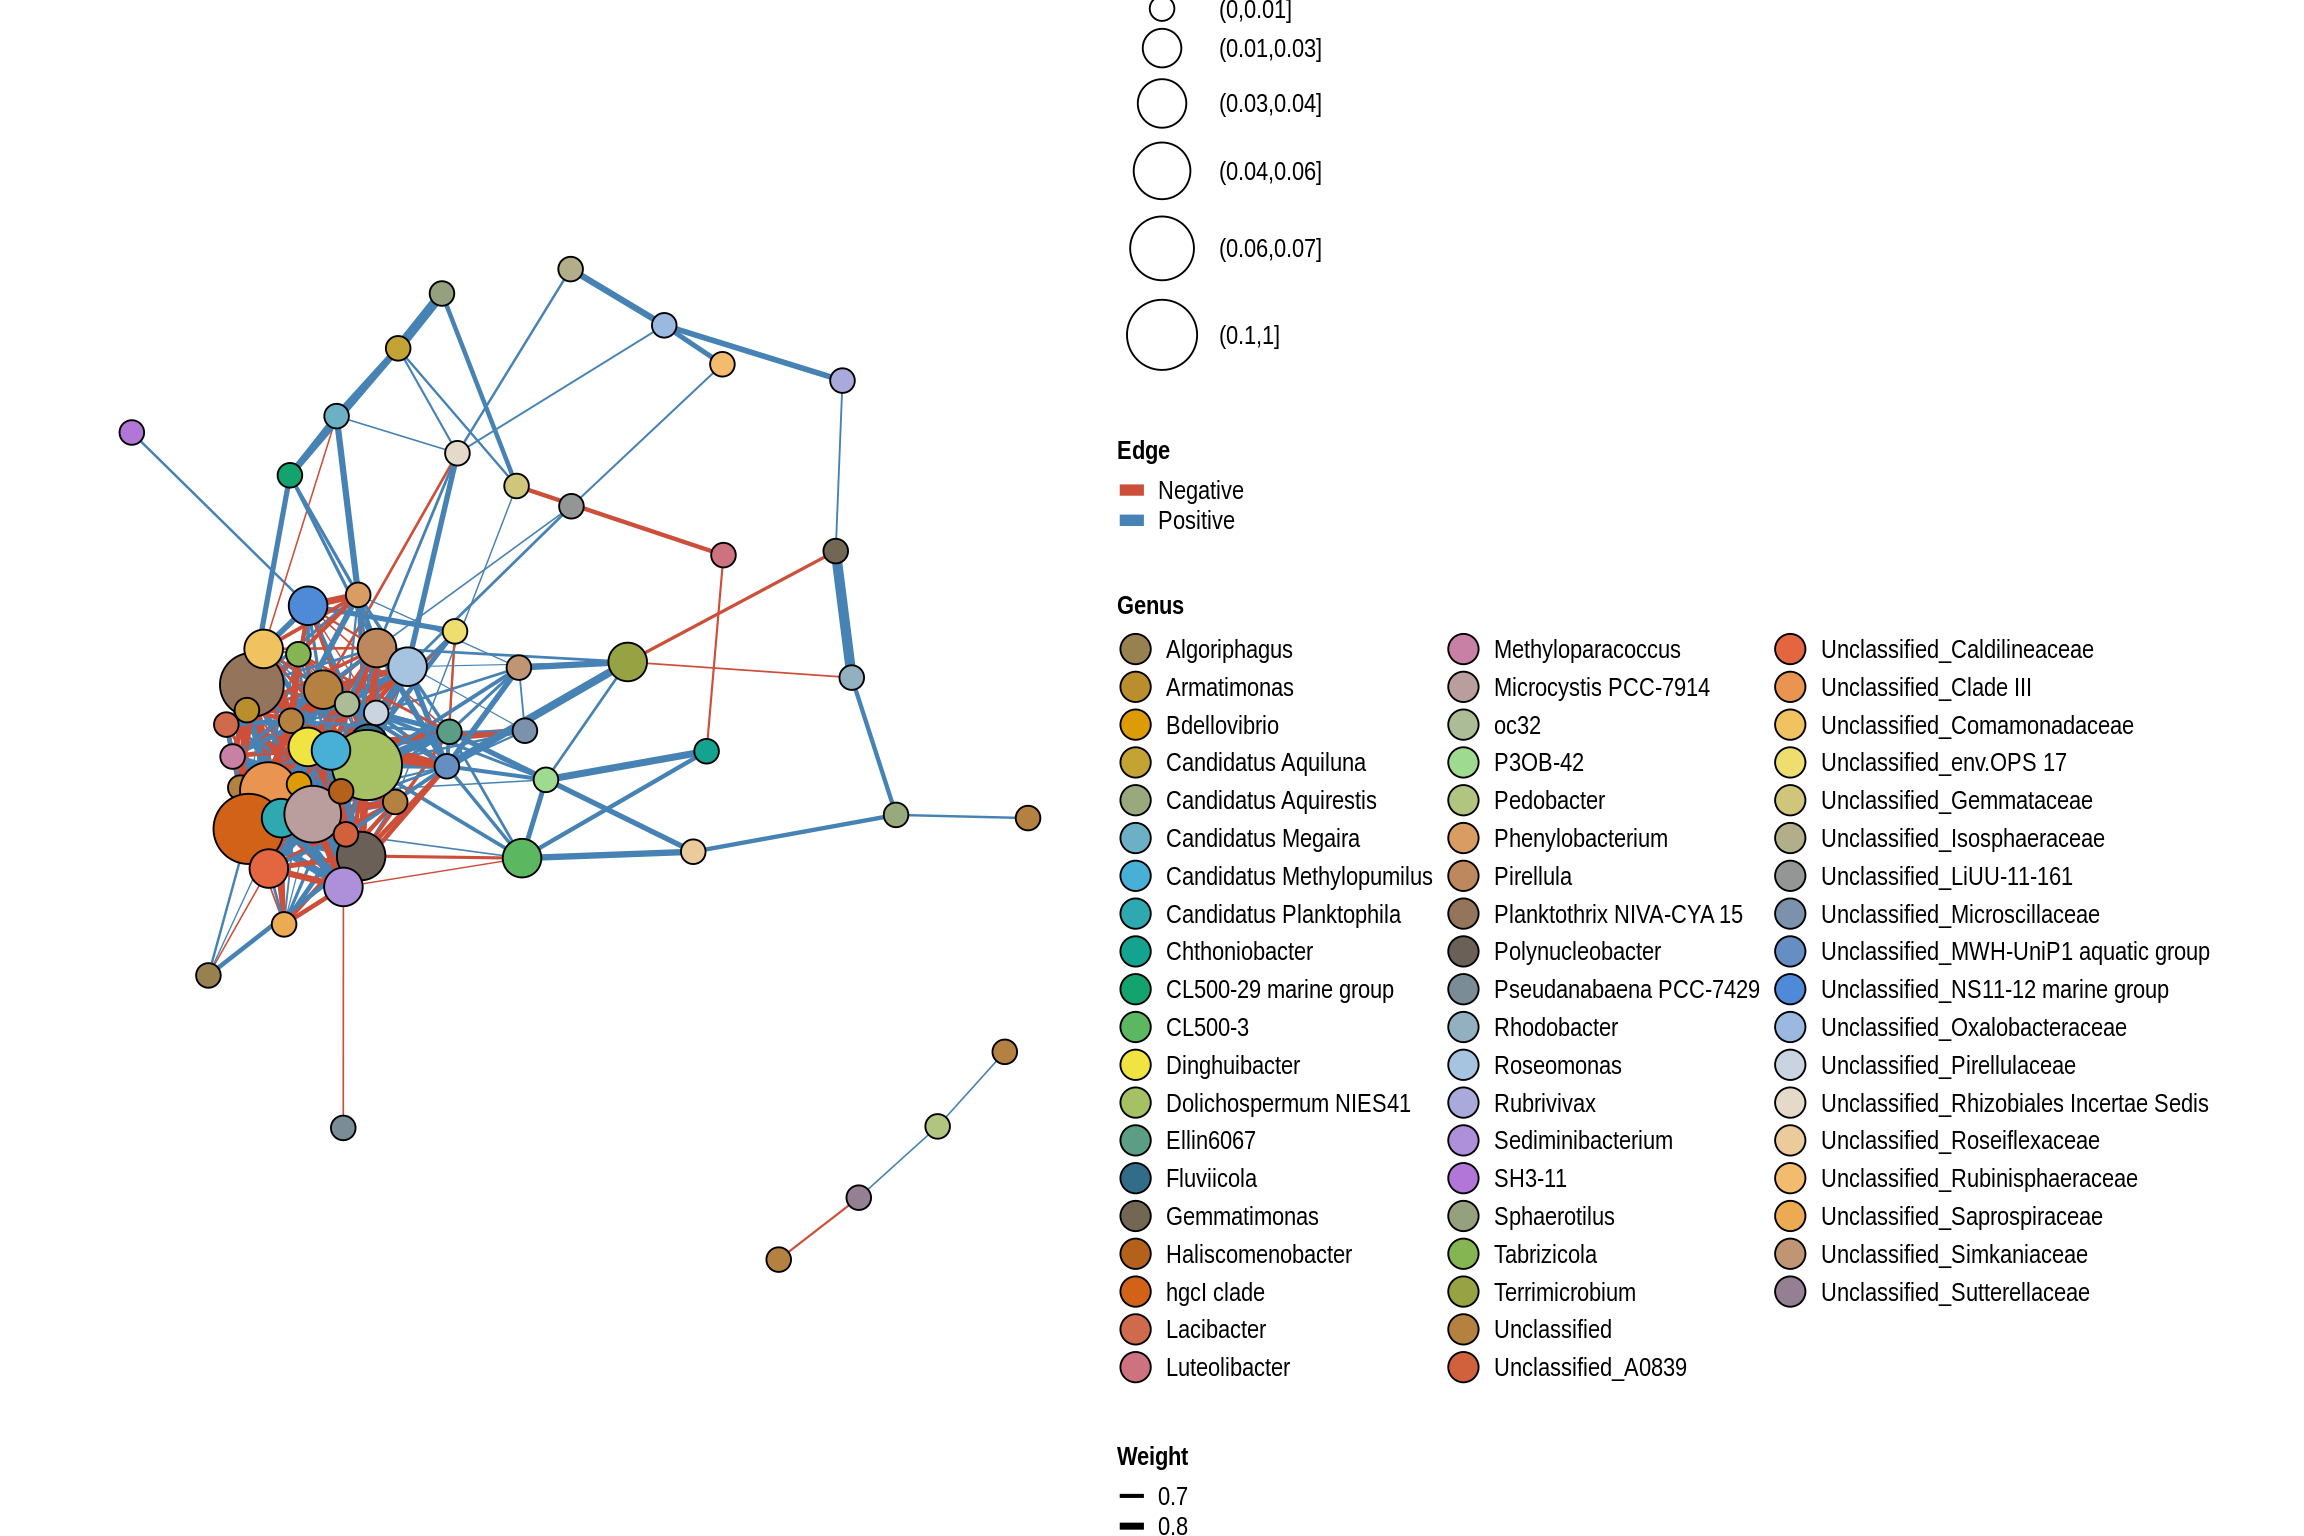 (0,0.01]
(0.01,0.03]
(0.03,0.04]
(0.04,0.06]
(0.06,0.07]
(0.1,1]
Edge
Negative
Positive
Genus
Algoriphagus
Armatimonas
Bdellovibrio
Candidatus Aquiluna
Candidatus Aquirestis
Candidatus Megaira
Candidatus Methylopumilus
Candidatus Planktophila
Chthoniobacter
CL500-29 marine group
CL500-3
Dinghuibacter
Dolichospermum NIES41
Ellin6067
Fluviicola
Gemmatimonas
Haliscomenobacter
hgcI clade
Lacibacter
Luteolibacter
Methyloparacoccus
Microcystis PCC-7914
oc32
P3OB-42
Pedobacter
Phenylobacterium
Pirellula
Planktothrix NIVA-CYA 15
Polynucleobacter
Pseudanabaena PCC-7429
Rhodobacter
Roseomonas
Rubrivivax
Sediminibacterium
SH3-11
Sphaerotilus
Tabrizicola
Terrimicrobium
Unclassified
Unclassified_A0839
Unclassified_Caldilineaceae
Unclassified_Clade III
Unclassified_Comamonadaceae
Unclassified_env.OPS 17
Unclassified_Gemmataceae
Unclassified_Isosphaeraceae
Unclassified_LiUU-11-161
Unclassified_Microscillaceae
Unclassified_MWH-UniP1 aquatic group
Unclassified_NS11-12 marine group
Unclassified_Oxalobacteraceae
Unclassified_Pirellulaceae
Unclassified_Rhizobiales Incertae Sedis
Unclassified_Roseiflexaceae
Unclassified_Rubinisphaeraceae
Unclassified_Saprospiraceae
Unclassified_Simkaniaceae
Unclassified_Sutterellaceae
Weight
0.7
0.8